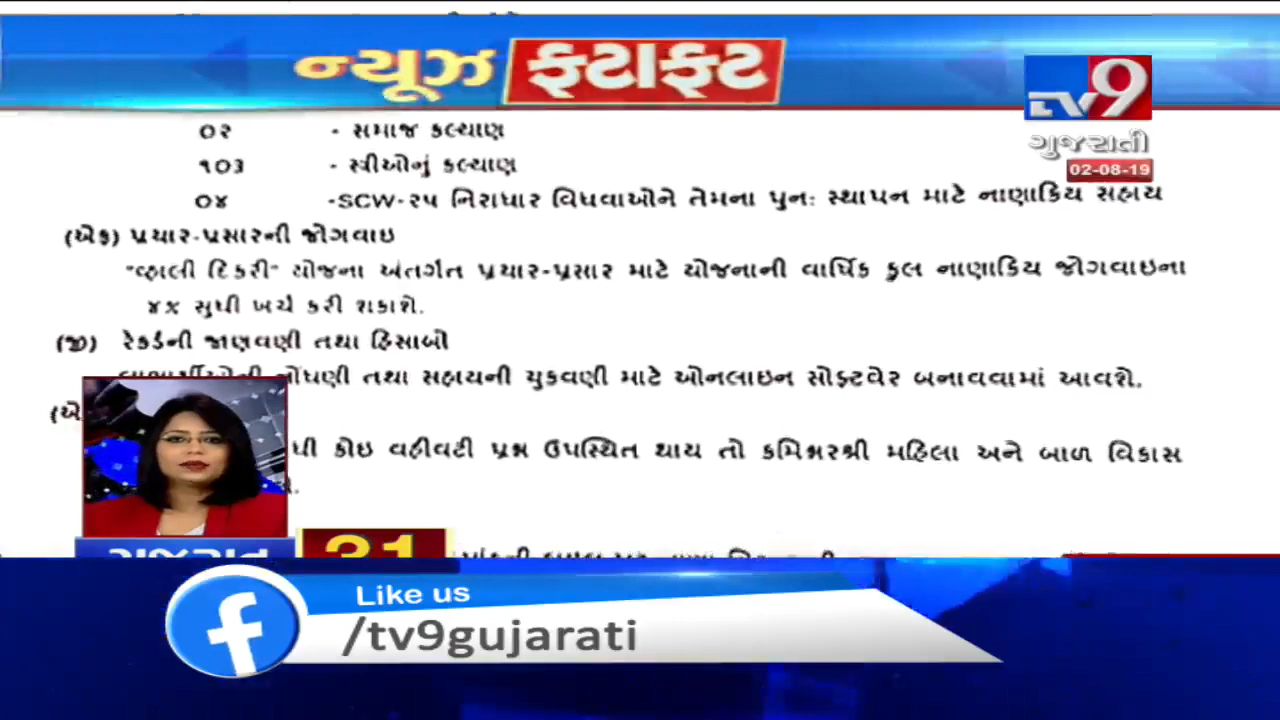 ન્યૂઝ ફટાફટ
TV9
ગુજરાતી
02-08-19
૦૨ - સમાજ કલ્યાણ
૧૦૩ - સ્ત્રીઓનું કલ્યાણ
૦૪ -SCW-૨૫ નિરાધાર વિધવાઓને તેમના પુન: સ્થાપન માટે નાણાકિય સહાય
(એફ) પ્રચાર-પ્રસારની જોગવાઇ
"વ્હાલી દિકરી" યોજના અંતર્ગત પ્રચાર-પ્રસાર માટે યોજનાની વાર્ષિક કુલ નાણાકિય જોગવાઇના
૪% સુધી ખર્ચ કરી શકાશે.
(જી) રેકર્ડની જાળવણી તથા હિસાબો
નોંધણી તથા સહાયની ચુકવણી માટે ઓનલાઇન સોફ્ટવેર બનાવવામાં આવશે.
કોઇ વહીવટી પ્રશ્ન ઉપસ્થિત થાય તો કમિશ્નરશ્રી મહિલા અને બાળ વિકાસ
31
Like us
/tv9gujarati